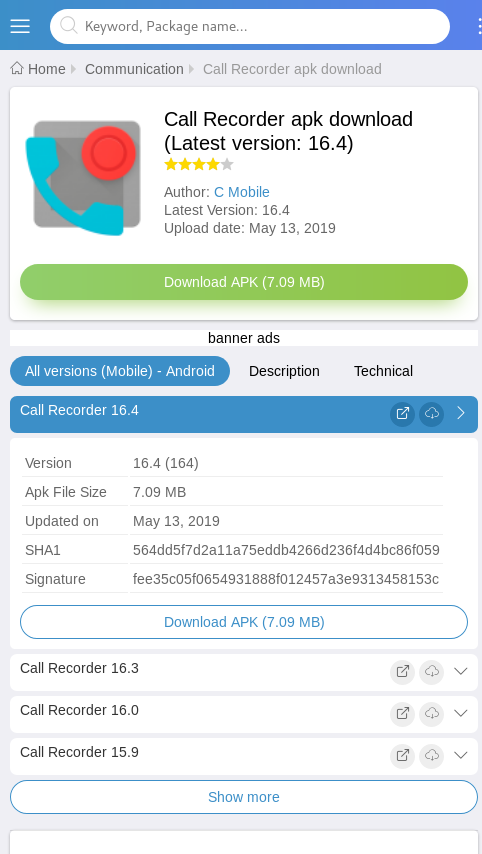 Keyword, Package name...
Home Communication Call Recorder apk download
Call Recorder apk download
(Latest version: 16.4)
Author: C Mobile
Latest Version: 16.4
Upload date: May 13, 2019
Download APK (7.09 MB)
banner ads
All versions (Mobile) - Android Description Technical
Call Recorder 16.4
Version 16.4 (164)
Apk File Size 7.09 MB
Updated on May 13, 2019
SHA1 564dd5f7d2a11a75eddb4266d236f4d4bc86f059
Signature fee35c05f0654931888f012457a3e9313458153c
Download APK (7.09 MB)
Call Recorder 16.3
Call Recorder 16.0
Call Recorder 15.9
Show more